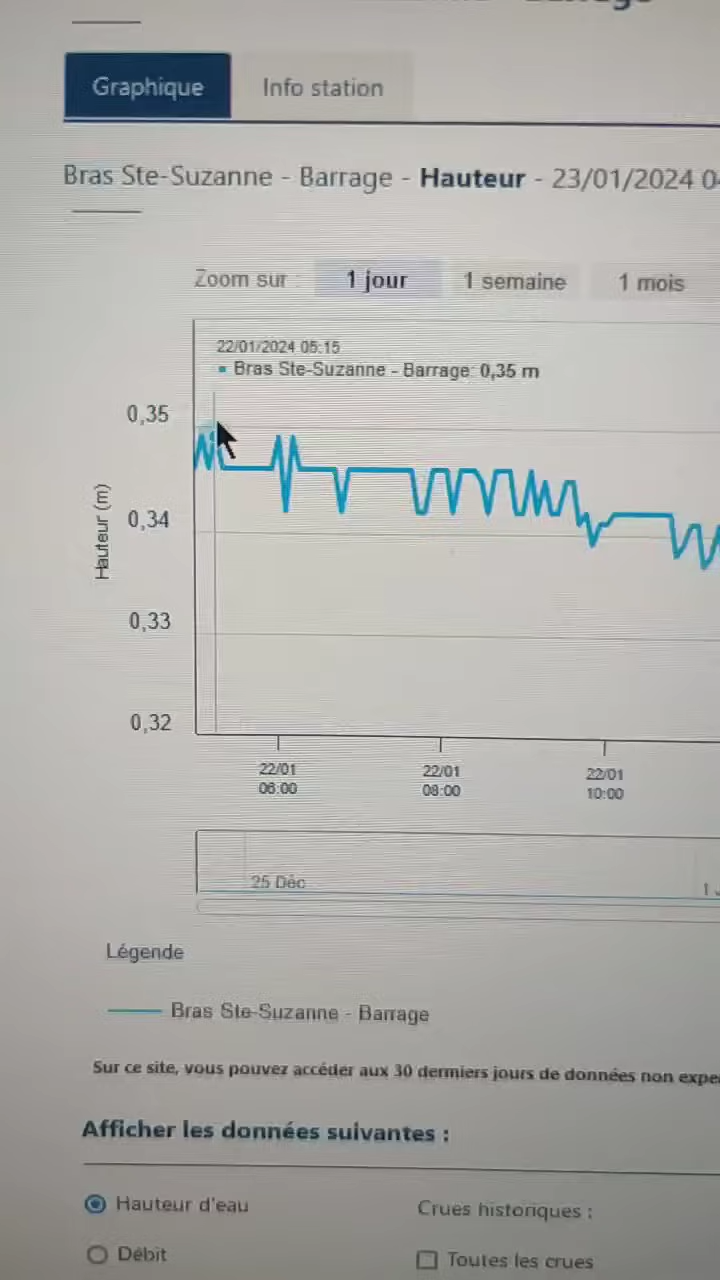 Graphique
Info station
Bras Ste-Suzanne - Barrage - Hauteur - 23/01/2024
Zoom sur : 1 jour 1 semaine 1 mois
22/01/2024 05:15
Bras Ste-Suzanne - Barrage: 0,35 m
0,35
0,34
0,33
0,32
Hauteur (m)
22/01 22/01 22/01
06:00 08:00 10:00
25 Déc
Légende
Bras Ste-Suzanne - Barrage
Sur ce site, vous pouvez accéder aux 30 derniers jours de données non
Afficher les données suivantes :
Hauteur d'eau
Crues historiques :
Débit
Toutes les crues